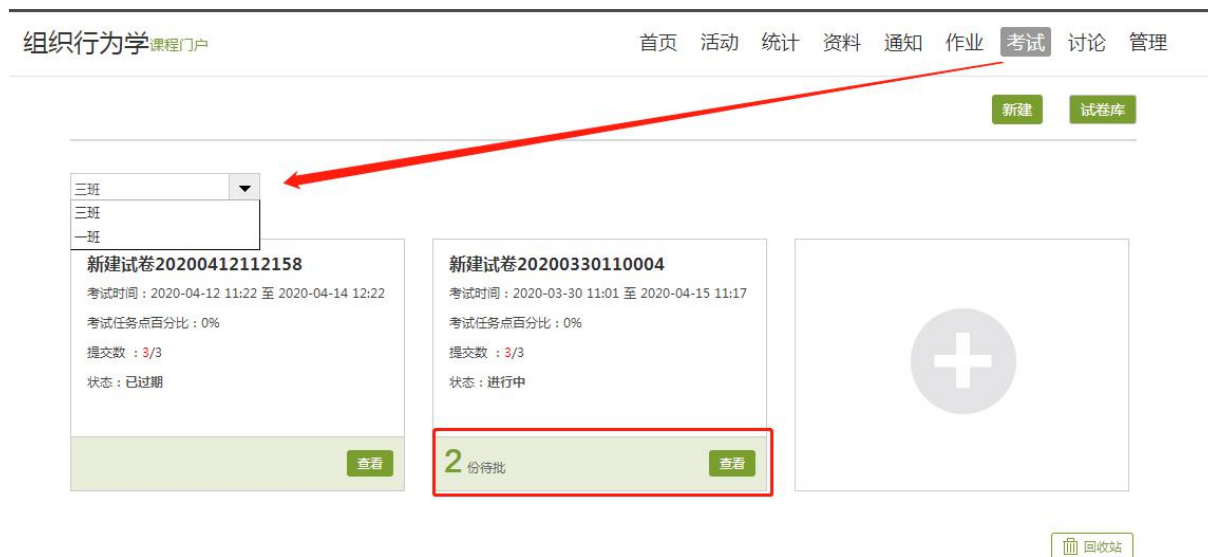 组织行为学课程门户
首页 活动 统计 资料 通知 作业 考试 讨论 管理
新建 试卷库
三班
三班
一班
新建试卷20200412112158
考试时间：2020-04-12 11:22 至 2020-04-14 12:22
考试任务点百分比：0%
提交数 ：3/3
状态：已过期
查看
新建试卷20200330110004
考试时间：2020-03-30 11:01 至 2020-04-15 11:17
考试任务点百分比：0%
提交数 ：3/3
状态：进行中
2 份待批 查看
回收站